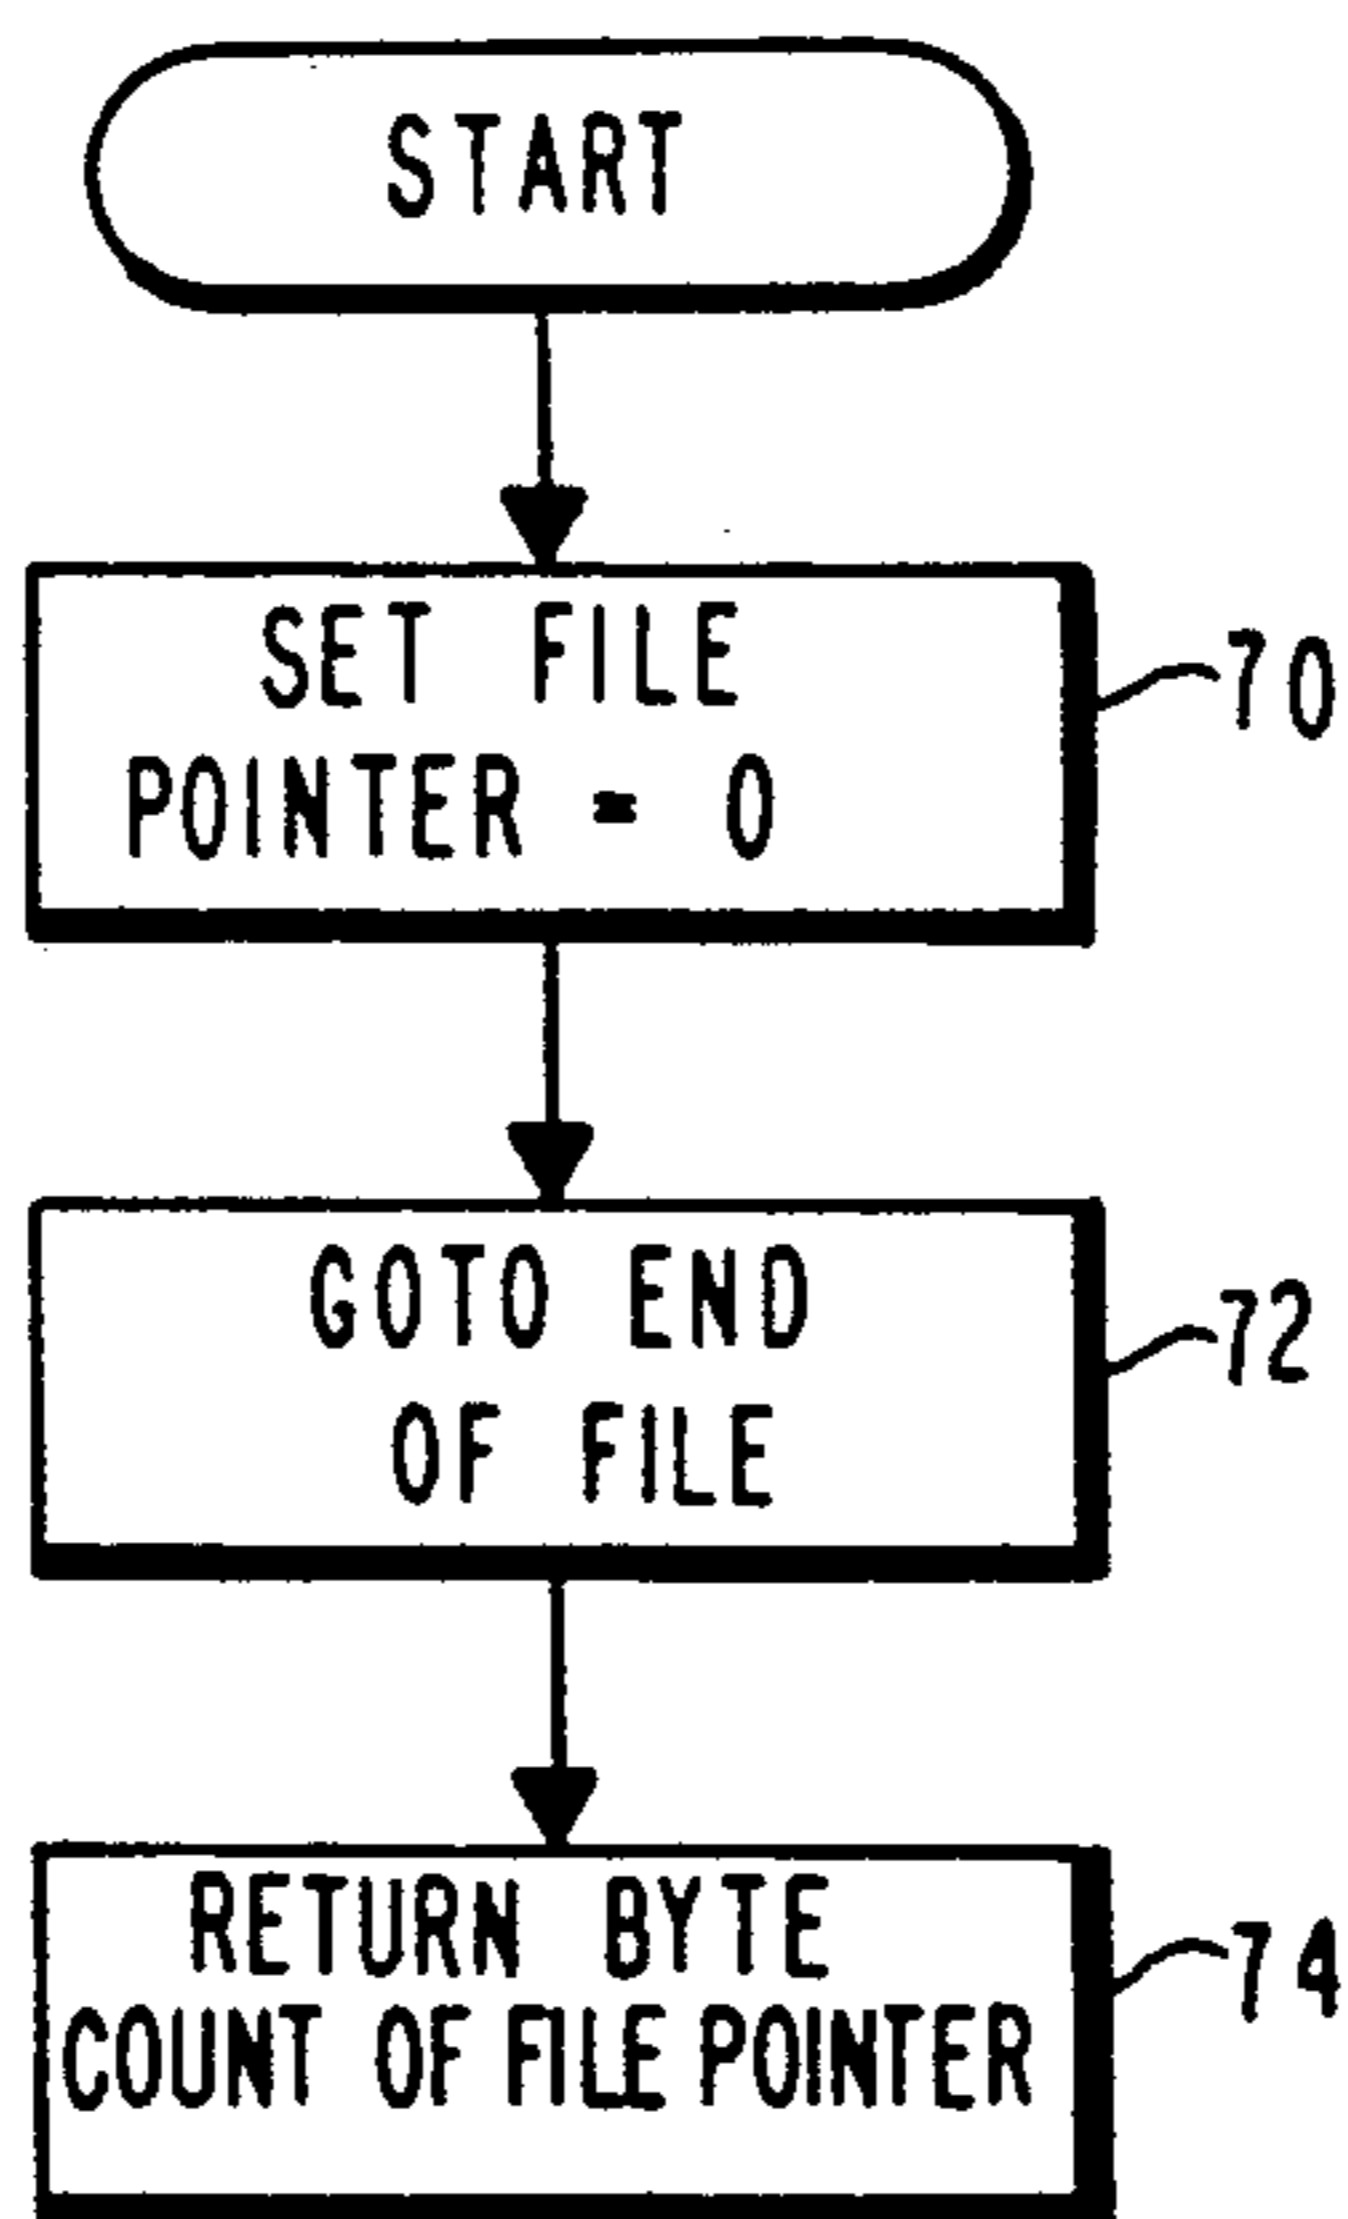 START
SET FILE
POINTER = 0
70
GOTO END
OF FILE
72
RETURN BYTE
COUNT OF FILE POINTER
74